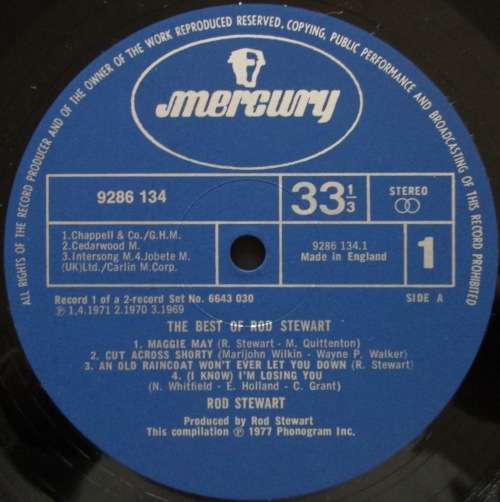 ALL RIGHTS OF THE RECORD PRODUCER AND OF THE OWNER OF THE WORK REPRODUCED RESERVED. COPYING, PUBLIC PERFORMANCE AND BROADCASTING OF THIS RECORD PROHIBITED
mercury
9286 134
33 1/3
STEREO
1.Chappell & Co./G.H.M.
2.Cedarwood M.
3.Intersong M.4.Jobete M.
(UK)Ltd./Carlin M.Corp.
9286 134.1
Made in England
1
Record 1 of a 2-record Set No. 6643 030
SIDE A
℗ 1,4.1971 2.1970 3.1969
THE BEST OF ROD STEWART
1. MAGGIE MAY (R. Stewart - M. Quittenton)
2. CUT ACROSS SHORTY (Marijohn Wilkin - Wayne P. Walker)
3. AN OLD RAINCOAT WON'T EVER LET YOU DOWN (R. Stewart)
4. (I KNOW) I'M LOSING YOU
(N. Whitfield - E. Holland - C. Grant)
ROD STEWART
Produced by Rod Stewart
This compilation ℗ 1977 Phonogram Inc.